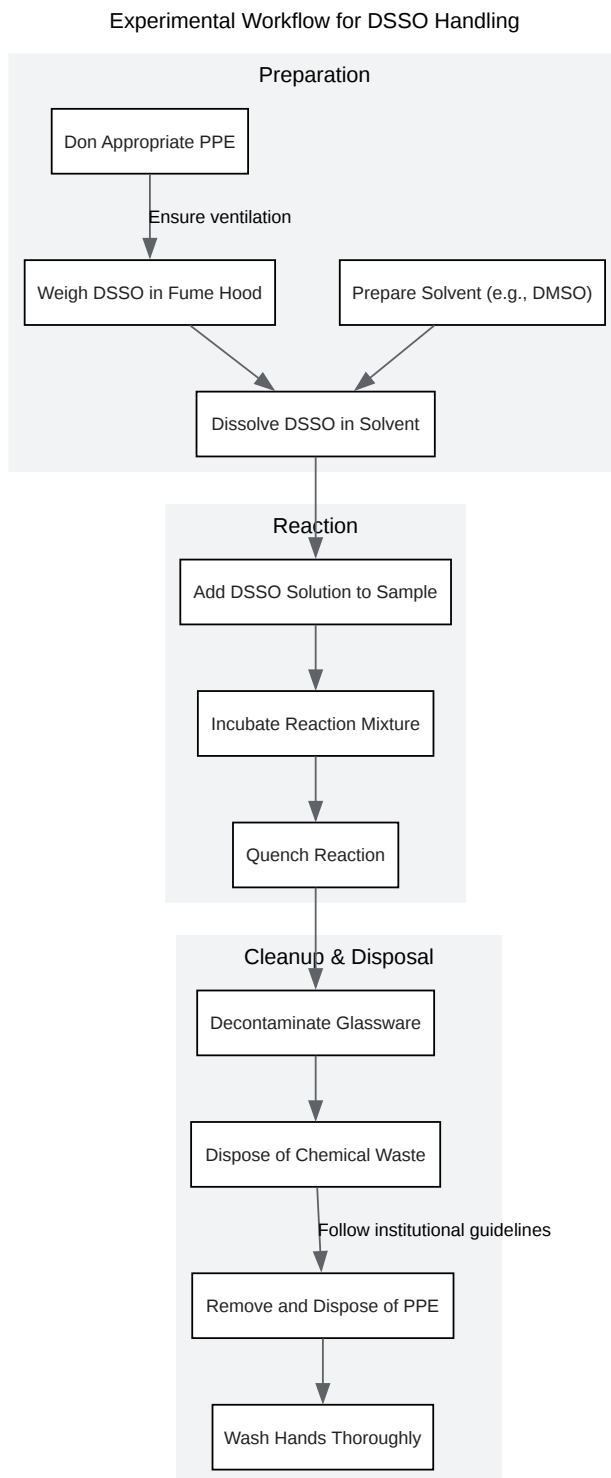 Experimental Workflow for DSSO Handling
Preparation
Don Appropriate PPE
Ensure ventilation
Weigh DSSO in Fume Hood
Prepare Solvent (e.g., DMSO)
Dissolve DSSO in Solvent
Reaction
Add DSSO Solution to Sample
Incubate Reaction Mixture
Quench Reaction
Cleanup & Disposal
Decontaminate Glassware
Dispose of Chemical Waste
Follow institutional guidelines
Remove and Dispose of PPE
Wash Hands Thoroughly